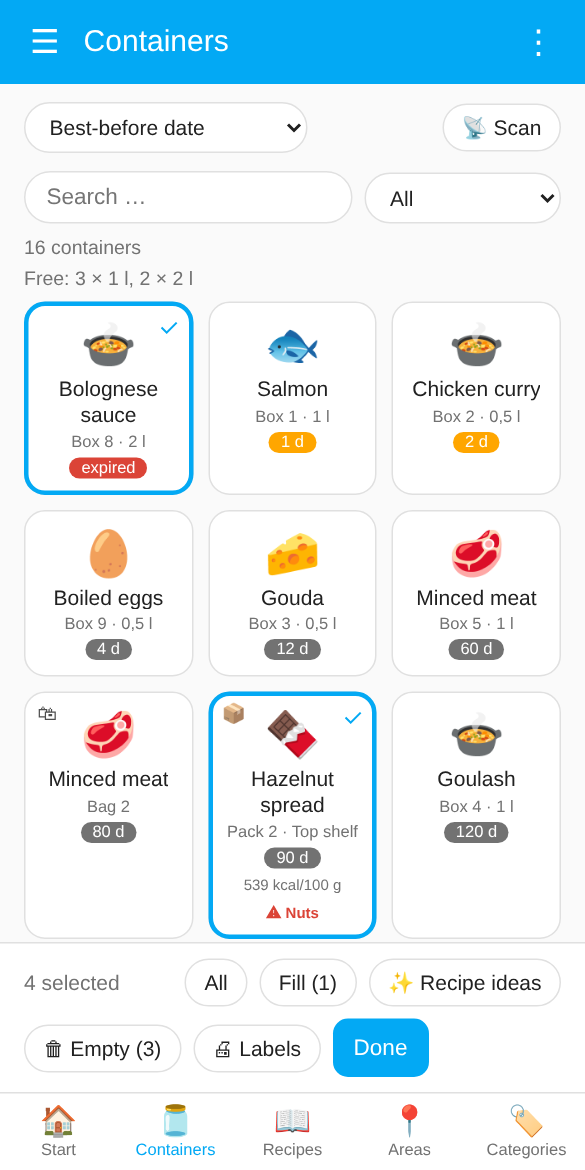 Containers
Best-before date
Scan
Search …
All
16 containers
Free: 3 × 1 l, 2 × 2 l
Bolognese
sauce
Box 8 · 2 l
expired
Salmon
Box 1 · 1 l
1 d
Chicken curry
Box 2 · 0,5 l
2 d
Boiled eggs
Box 9 · 0,5 l
4 d
Gouda
Box 3 · 0,5 l
12 d
Minced meat
Box 5 · 1 l
60 d
Minced meat
Bag 2
80 d
Hazelnut
spread
Pack 2 · Top shelf
90 d
539 kcal/100 g
Nuts
Goulash
Box 4 · 1 l
120 d
4 selected
All
Fill (1)
Recipe ideas
Empty (3)
Labels
Done
Start
Containers
Recipes
Areas
Categories